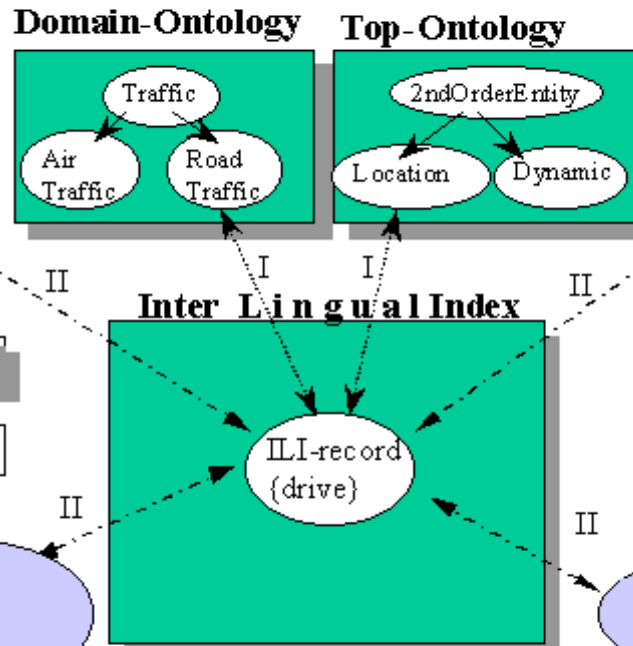 Domain-Ontology
Top-Ontology
Traffic
Air
Traffic
Road
Traffic
2ndOrderEntity
Location
Dynamic
I
I
II
II
Inter Lingual Index
ILI-record
{drive}
II
II